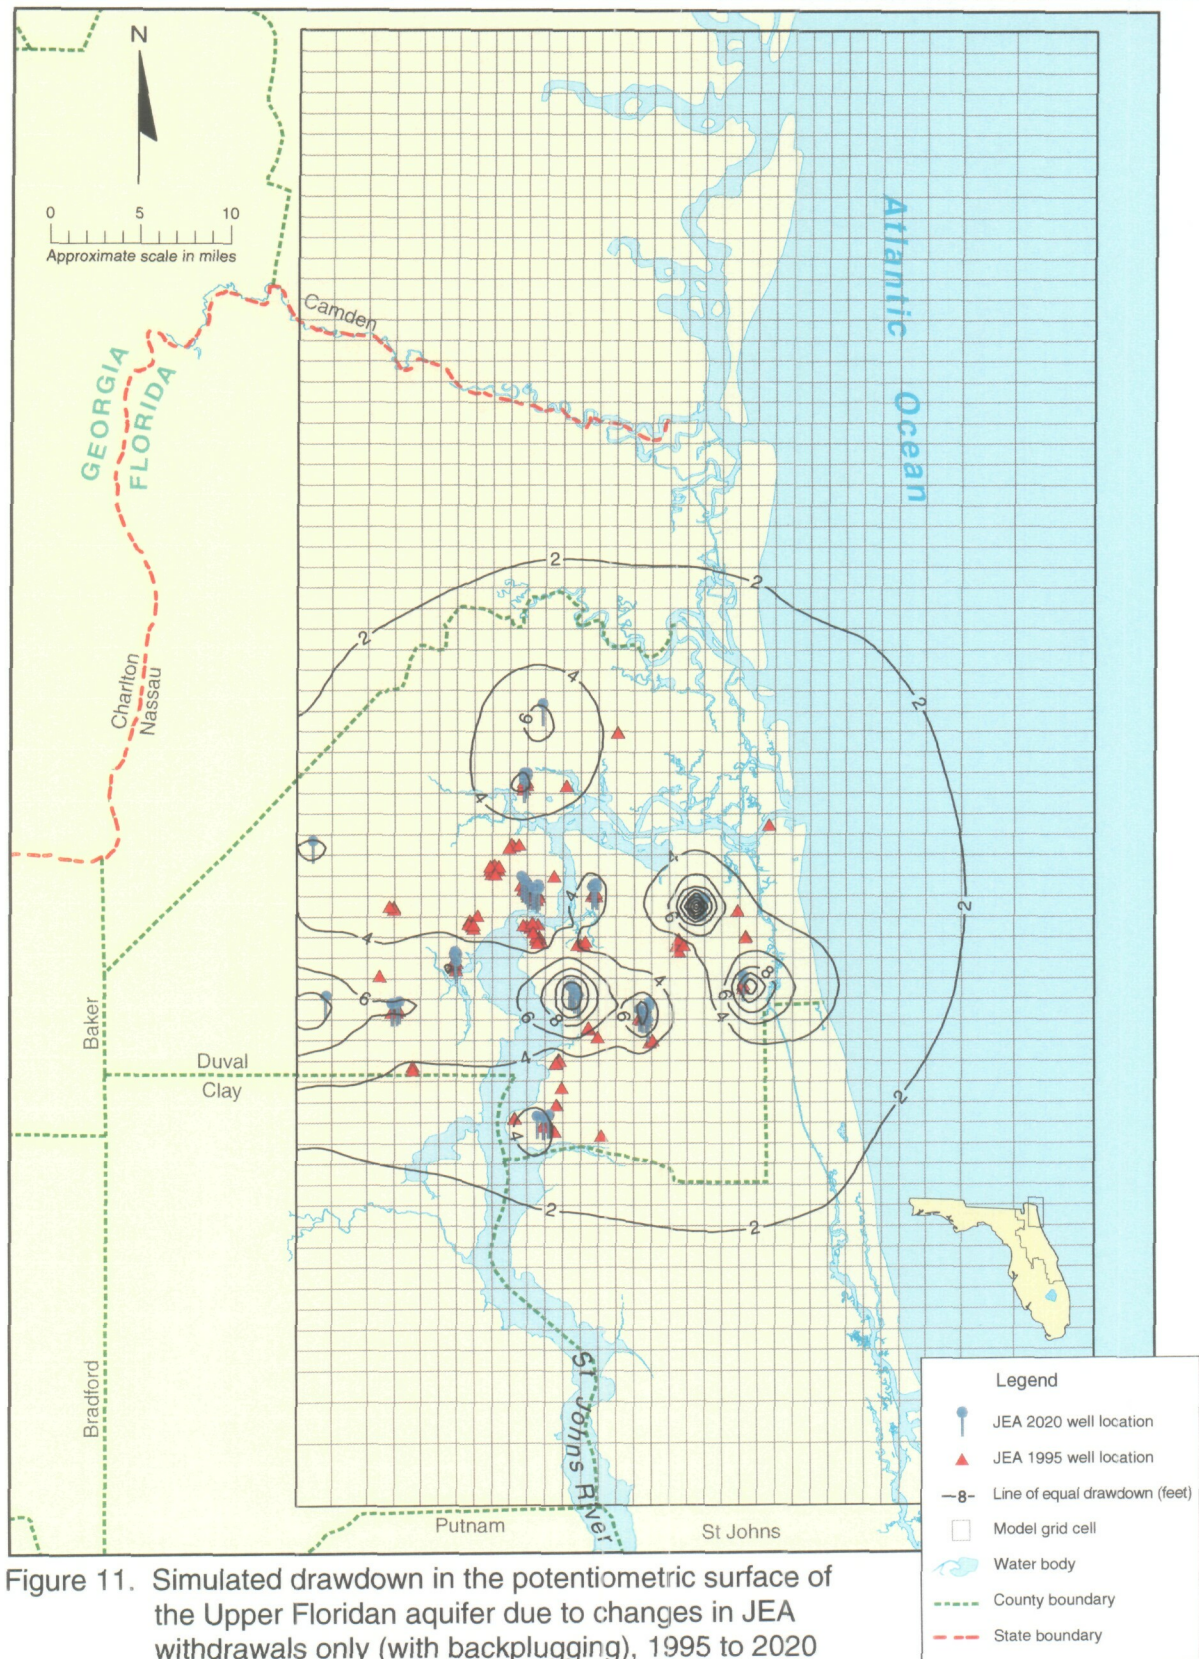 N
0 5 10
Approximate scale in miles
Atlantic Ocean
Camden
GEORGIA
FLORIDA
2
2
2
Charlton
Nassau
4
2
6
4
4
4
2
4
6
8
6
4
6
6
8
6
4
Baker
Duval
Clay
4
2
4
2
2
Bradford
St Johns River
Putnam
St Johns
Legend
JEA 2020 well location
JEA 1995 well location
8 Line of equal drawdown (feet)
Model grid cell
Water body
County boundary
State boundary
Figure 11. Simulated drawdown in the potentiometric surface of
the Upper Floridan aquifer due to changes in JEA
withdrawals only (with backplugging), 1995 to 2020